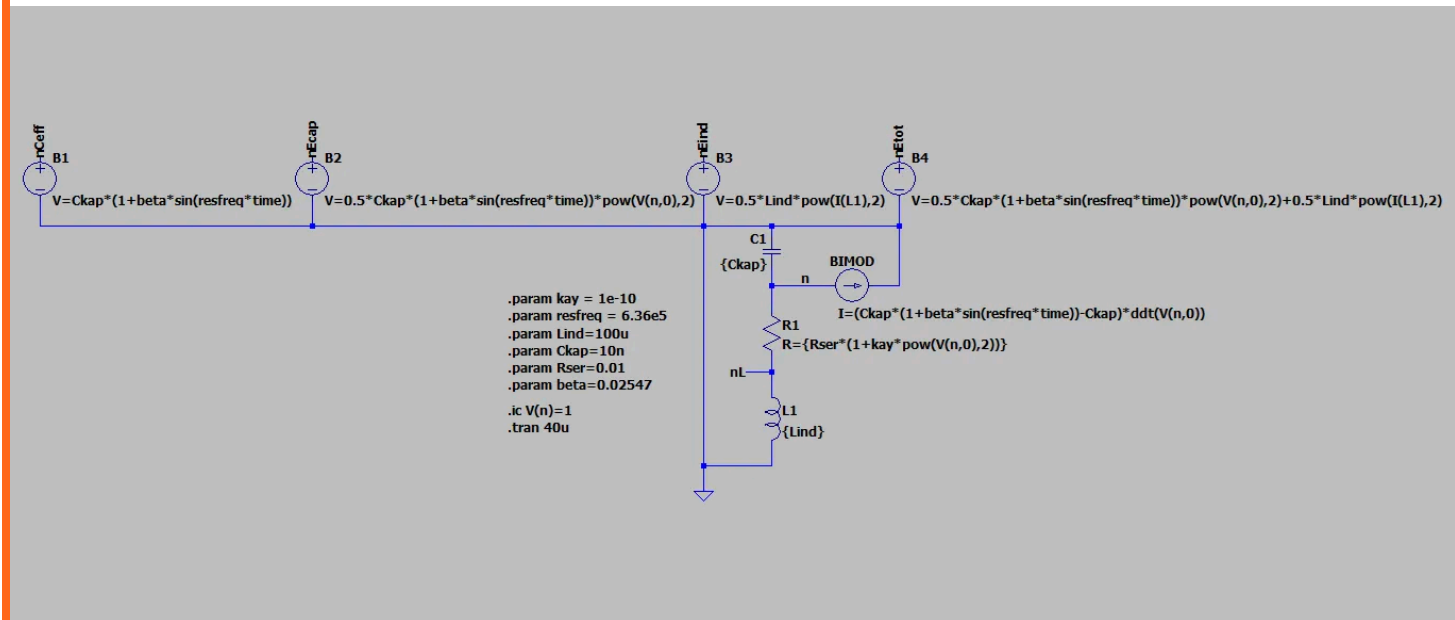 nCeff
B1
V=Ckap*(1+beta*sin(resfreq*time))
nEcap
B2
V=0.5*Ckap*(1+beta*sin(resfreq*time))*pow(V(n,0),2)
nEind
B3
V=0.5*Lind*pow(I(L1),2)
nEtot
B4
V=0.5*Ckap*(1+beta*sin(resfreq*time))*pow(V(n,0),2)+0.5*Lind*pow(I(L1),2)
C1
{Ckap}
n
BIMOD
I=(Ckap*(1+beta*sin(resfreq*time))-Ckap)*ddt(V(n,0))
.param kay = 1e-10
.param resfreq = 6.36e5
.param Lind=100u
.param Ckap=10n
.param Rser=0.01
.param beta=0.02547
.ic V(n)=1
.tran 40u
R1
R={Rser*(1+kay*pow(V(n,0),2))}
nL
L1
{Lind}